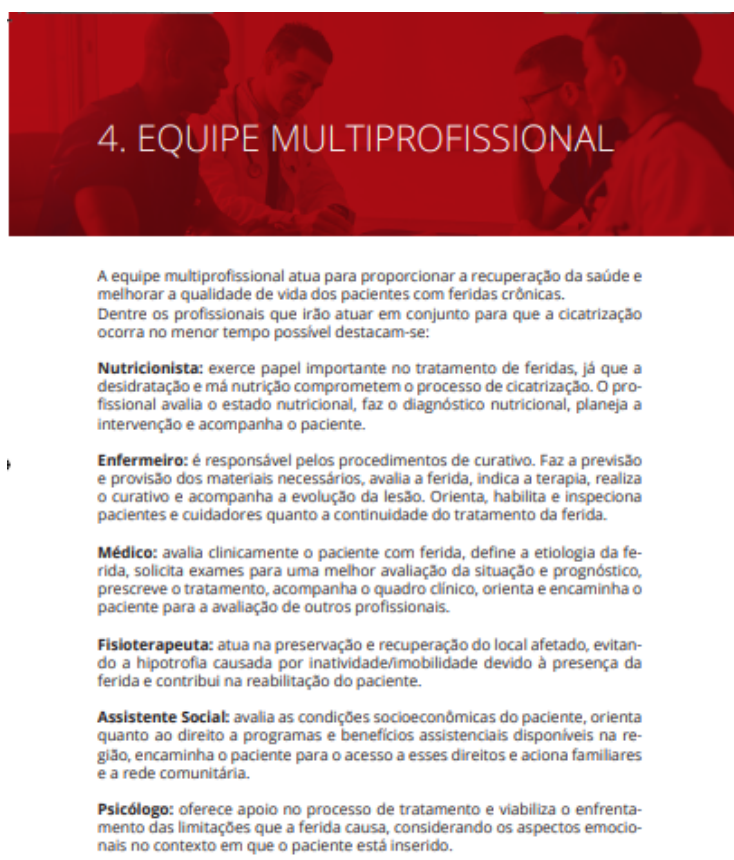 4. EQUIPE MULTIPROFISSIONAL
A equipe multiprofissional atua para proporcionar a recuperação da saúde e
melhorar a qualidade de vida dos pacientes com feridas crônicas.
Dentre os profissionais que irão atuar em conjunto para que a cicatrização
ocorra no menor tempo possível destacam-se:
Nutricionista: exerce papel importante no tratamento de feridas, já que a
desidratação e má nutrição comprometem o processo de cicatrização. O pro-
fissional avalia o estado nutricional, faz o diagnóstico nutricional, planeja a
intervenção e acompanha o paciente.
Enfermeiro: é responsável pelos procedimentos de curativo. Faz a previsão
e provisão dos materiais necessários, avalia a ferida, indica a terapia, realiza
o curativo e acompanha a evolução da lesão. Orienta, habilita e inspeciona
pacientes e cuidadores quanto a continuidade do tratamento da ferida.
Médico: avalia clinicamente o paciente com ferida, define a etiologia da fe-
rida, solicita exames para uma melhor avaliação da situação e prognóstico,
prescreve o tratamento, acompanha o quadro clínico, orienta e encaminha o
paciente para a avaliação de outros profissionais.
Fisioterapeuta: atua na preservação e recuperação do local afetado, evitan-
do a hipotrofia causada por inatividade/imobilidade devido à presença da
ferida e contribui na reabilitação do paciente.
Assistente Social: avalia as condições socioeconômicas do paciente, orienta
quanto ao direito a programas e benefícios assistenciais disponíveis na re-
gião, encaminha o paciente para o acesso a esses direitos e aciona familiares
e a rede comunitária.
Psicólogo: oferece apoio no processo de tratamento e viabiliza o enfrenta-
mento das limitações que a ferida causa, considerando os aspectos emocio-
nais no contexto em que o paciente está inserido.